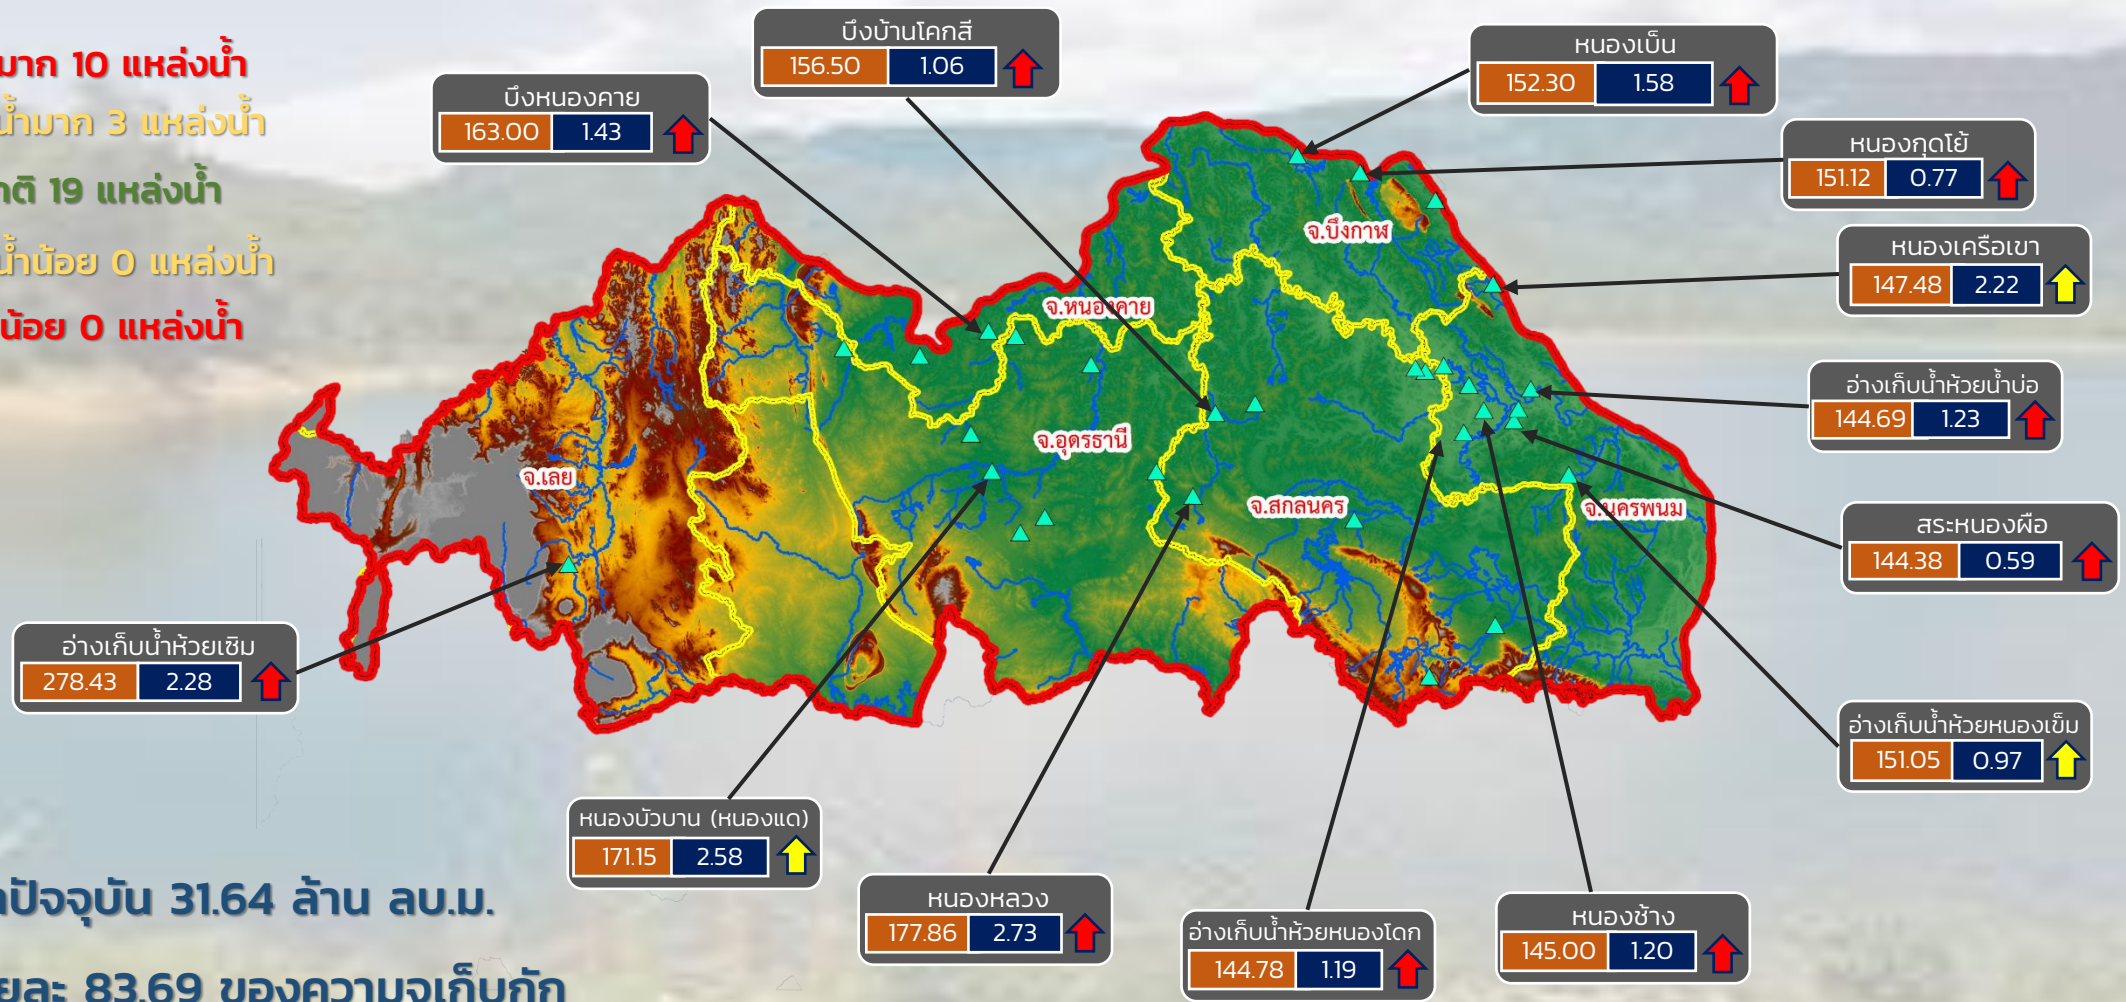 มาก 10 แหล่งน้ำ
น้ำมาก 3 แหล่งน้ำ
กติ 19 แหล่งน้ำ
น้ำน้อย 0 แหล่งน้ำ
น้อย 0 แหล่งน้ำ
บึงบ้านโคกสี
156.50 1.06
หนองเบ็น
152.30 1.58
บึงหนองคาย
163.00 1.43
หนองกุดโย้
151.12 0.77
หนองเครือเขา
147.48 2.22
อ่างเก็บน้ำห้วยน้ำบ่อ
144.69 1.23
สระหนองผือ
144.38 0.59
อ่างเก็บน้ำห้วยหนองเข็ม
151.05 0.97
จ.บึงกาฬ
จ.หนองคาย
จ.อุดรธานี
จ.เลย
จ.สกลนคร
จ.นครพนม
อ่างเก็บน้ำห้วยเซิม
278.43 2.28
หนองบัวบาน (หนองแด)
171.15 2.58
หนองหลวง
177.86 2.73
อ่างเก็บน้ำห้วยหนองโดก
144.78 1.19
หนองช้าง
145.00 1.20
ปัจจุบัน 31.64 ล้าน ลบ.ม.
ยละ 83.69 ของความจุเก็บกัก